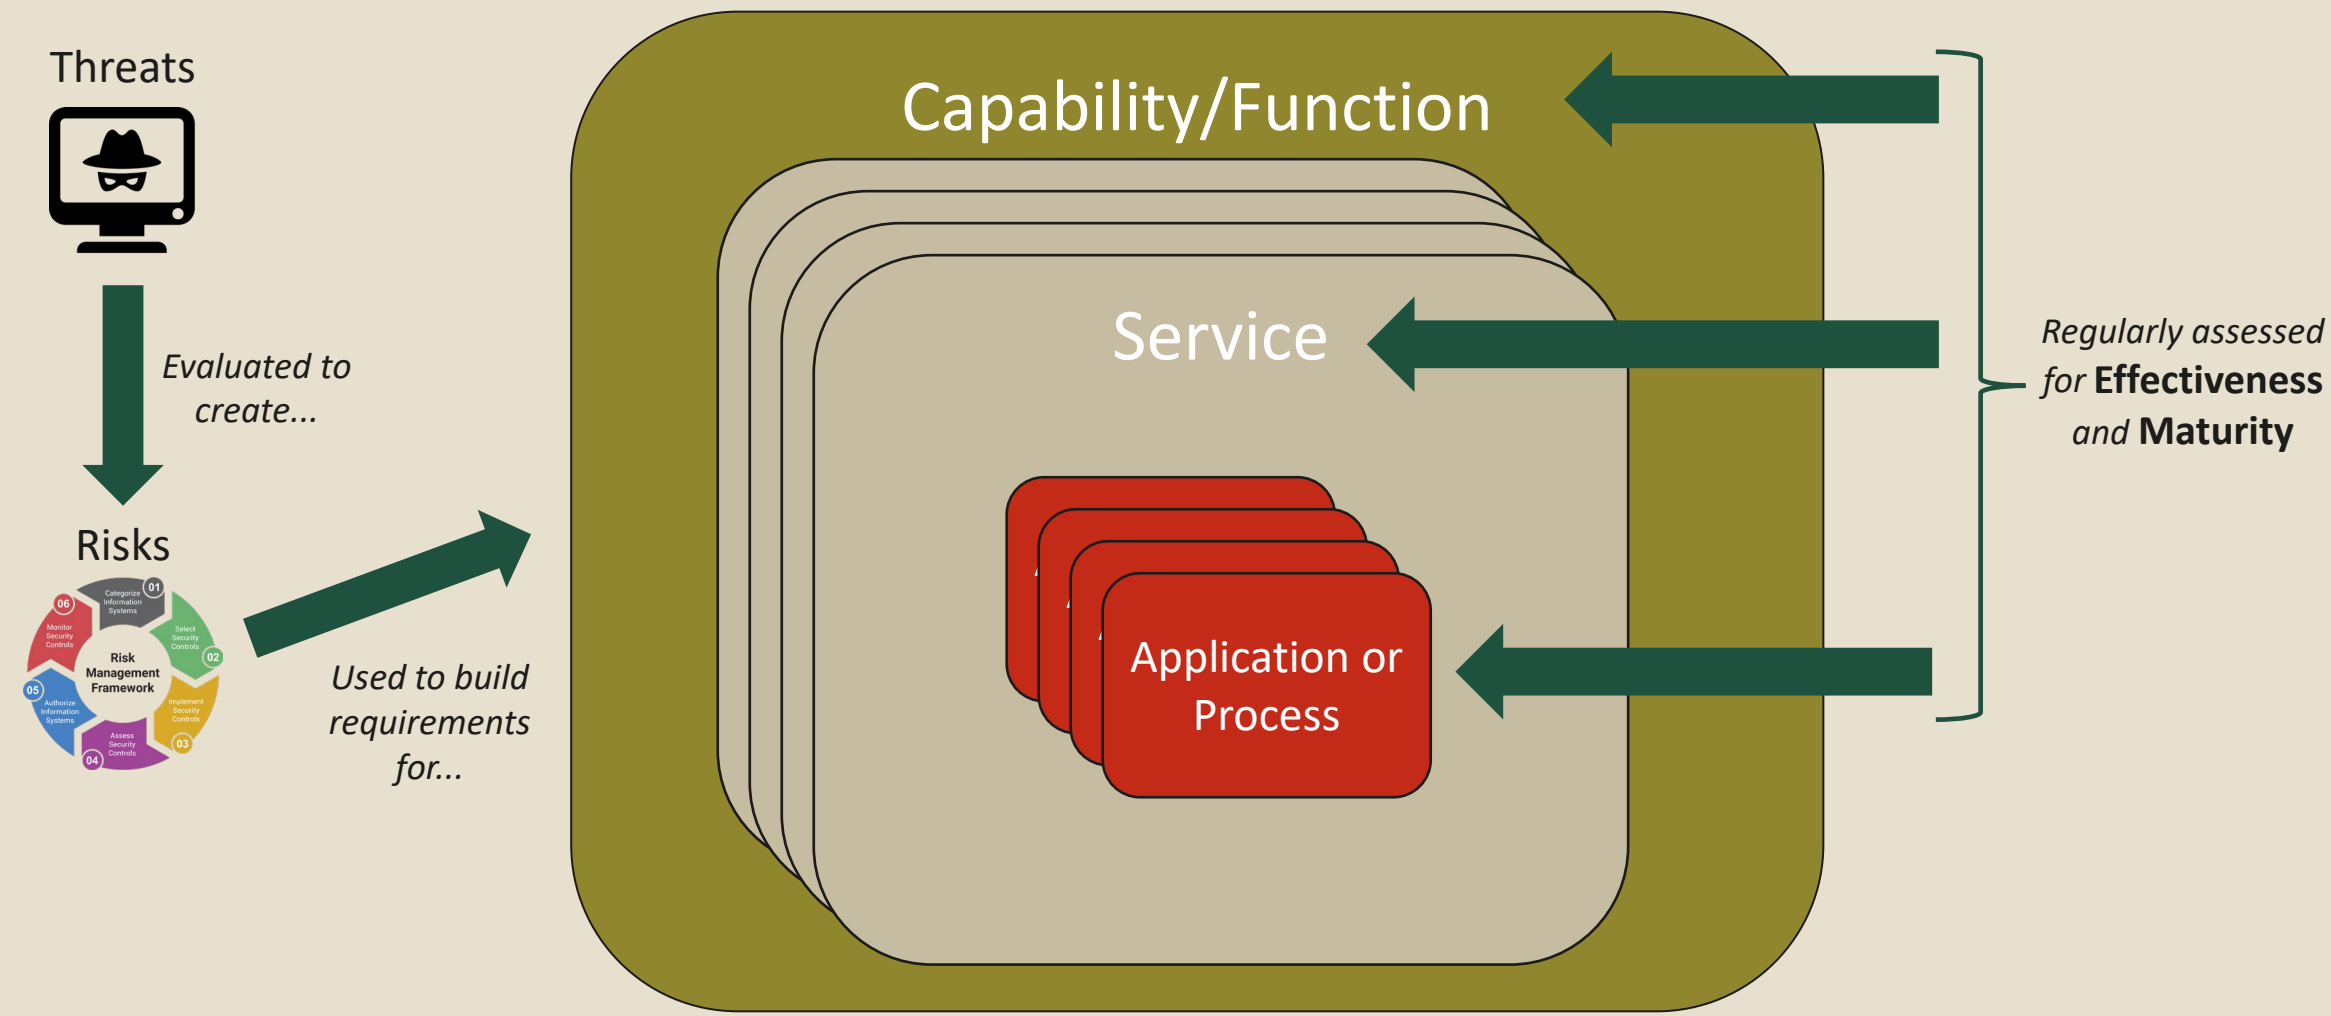 Threats
Evaluated to
create...
Risks
01
Categorize
Information
Systems
02
Select
Security
Controls
03
Implement
Security
Controls
04
Assess
Security
Controls
05
Authorize
Information
Systems
06
Monitor
Security
Controls
Risk
Management
Framework
Used to build
requirements
for...
Capability/Function
Service
Application or
Process
Regularly assessed
for Effectiveness
and Maturity